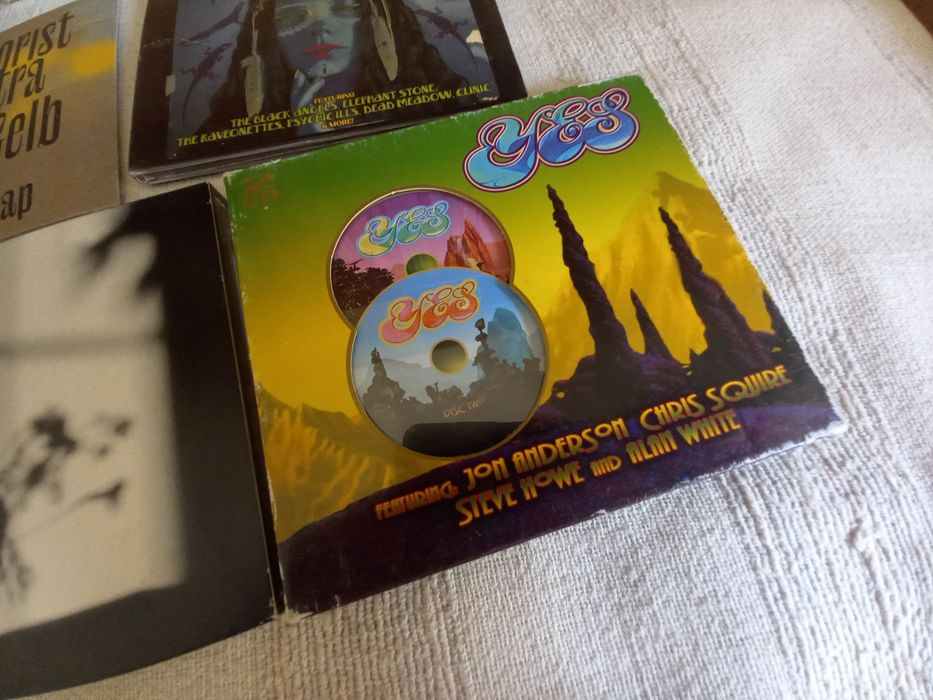 orist
tra
Gelb
ap
FEATURING
THE BLACK ANGELS, ELEPHANT STONE,
THE RAVEONETTES, PSYCHIC ILLS, DEAD MEADOW, CLINIC
& MORE!
YES
YES
YES
DISC TWO
FEATURING: JON ANDERSON CHRIS SQUIRE
STEVE HOWE AND ALAN WHITE